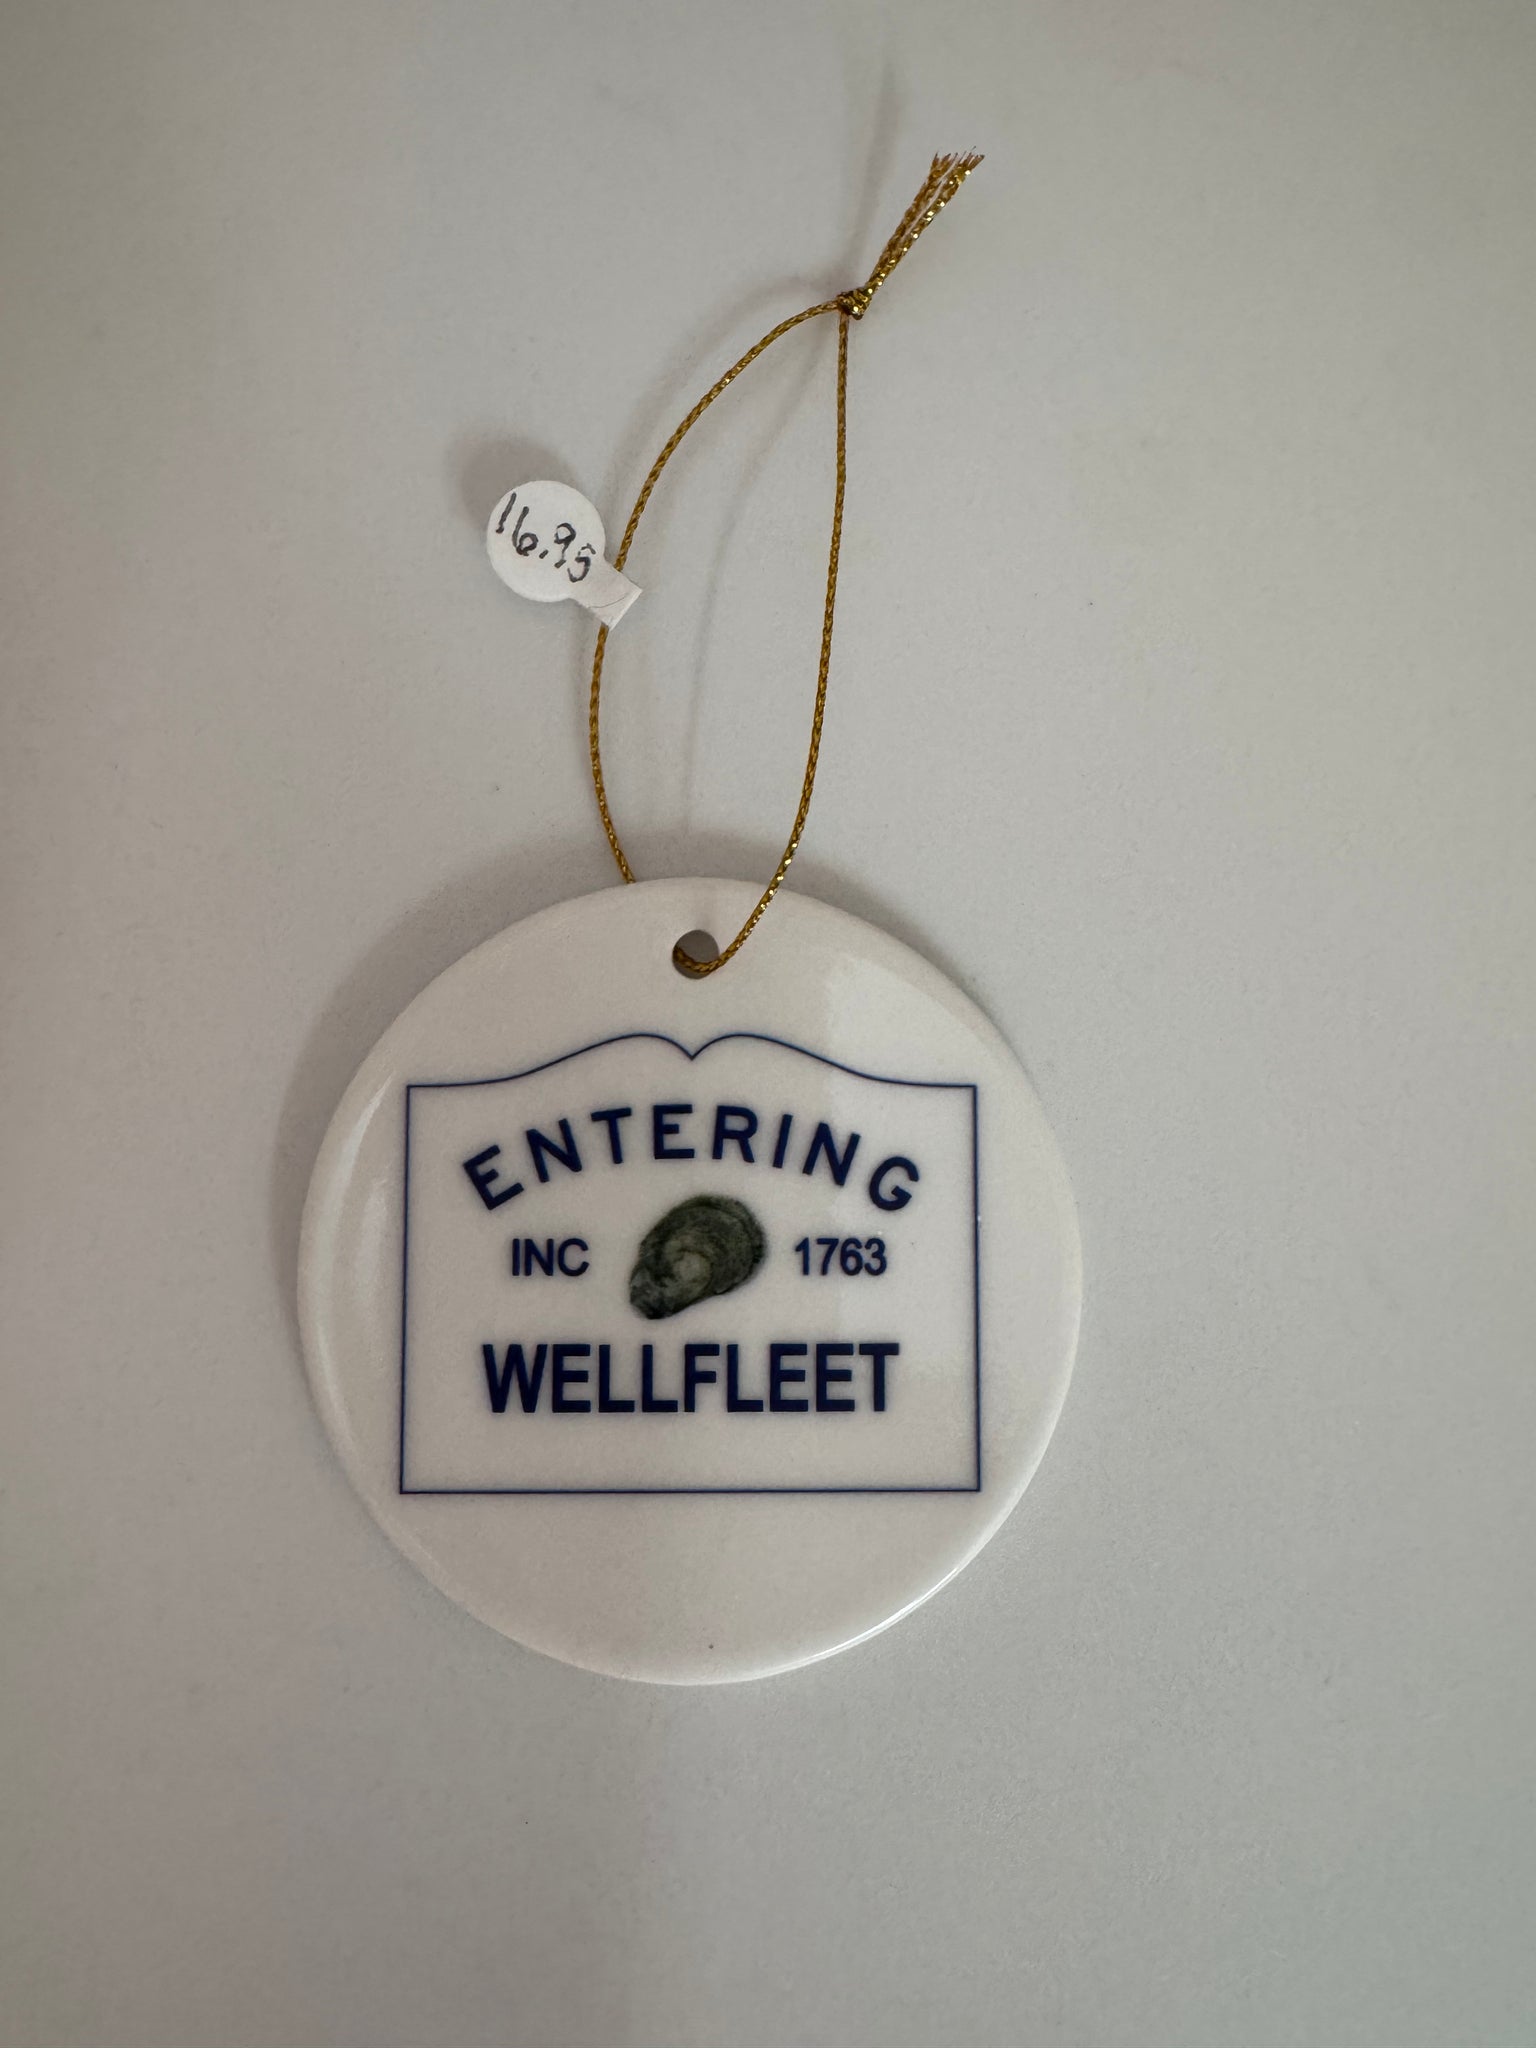 16.95
ENTERING
INC 1763
WELLFLEET